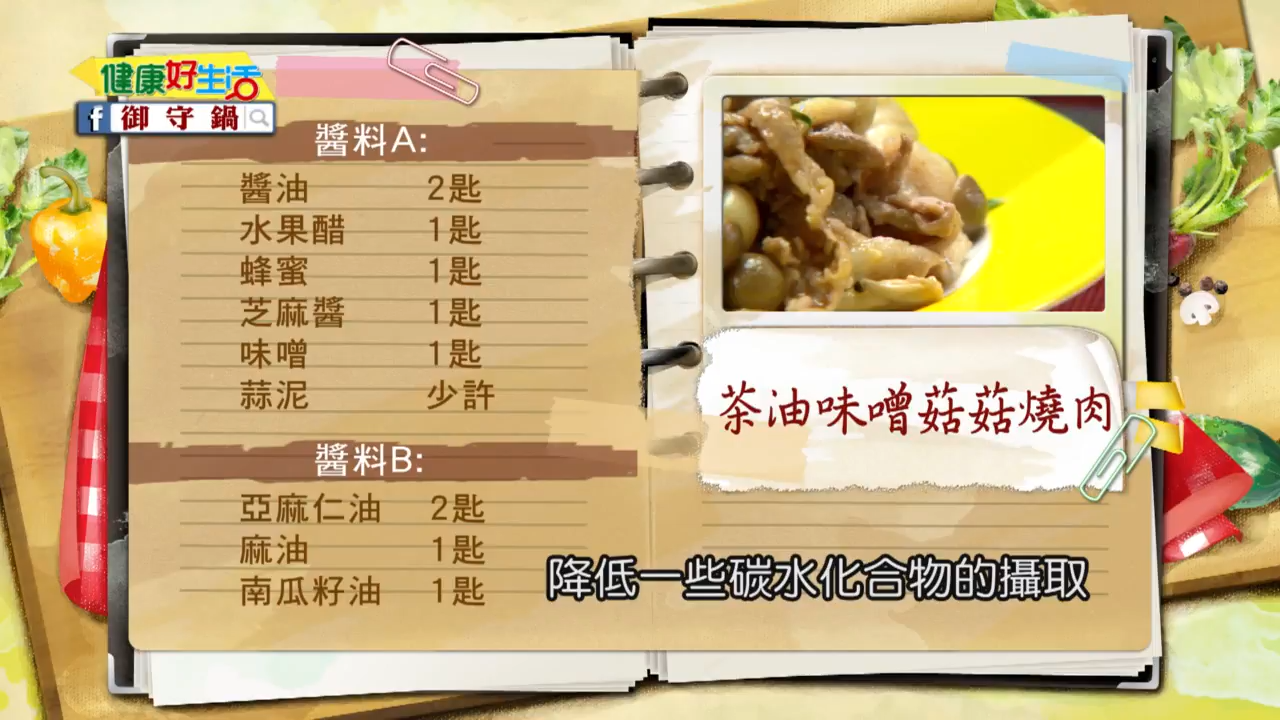 健康好生活
f 御守鍋
醬料A:
醬油 2匙
水果醋 1匙
蜂蜜 1匙
芝麻醬 1匙
味噌 1匙
蒜泥 少許
醬料B:
亞麻仁油 2匙
麻油 1匙
南瓜籽油 1匙
茶油味噌菇菇燒肉
降低一些碳水化合物的攝取